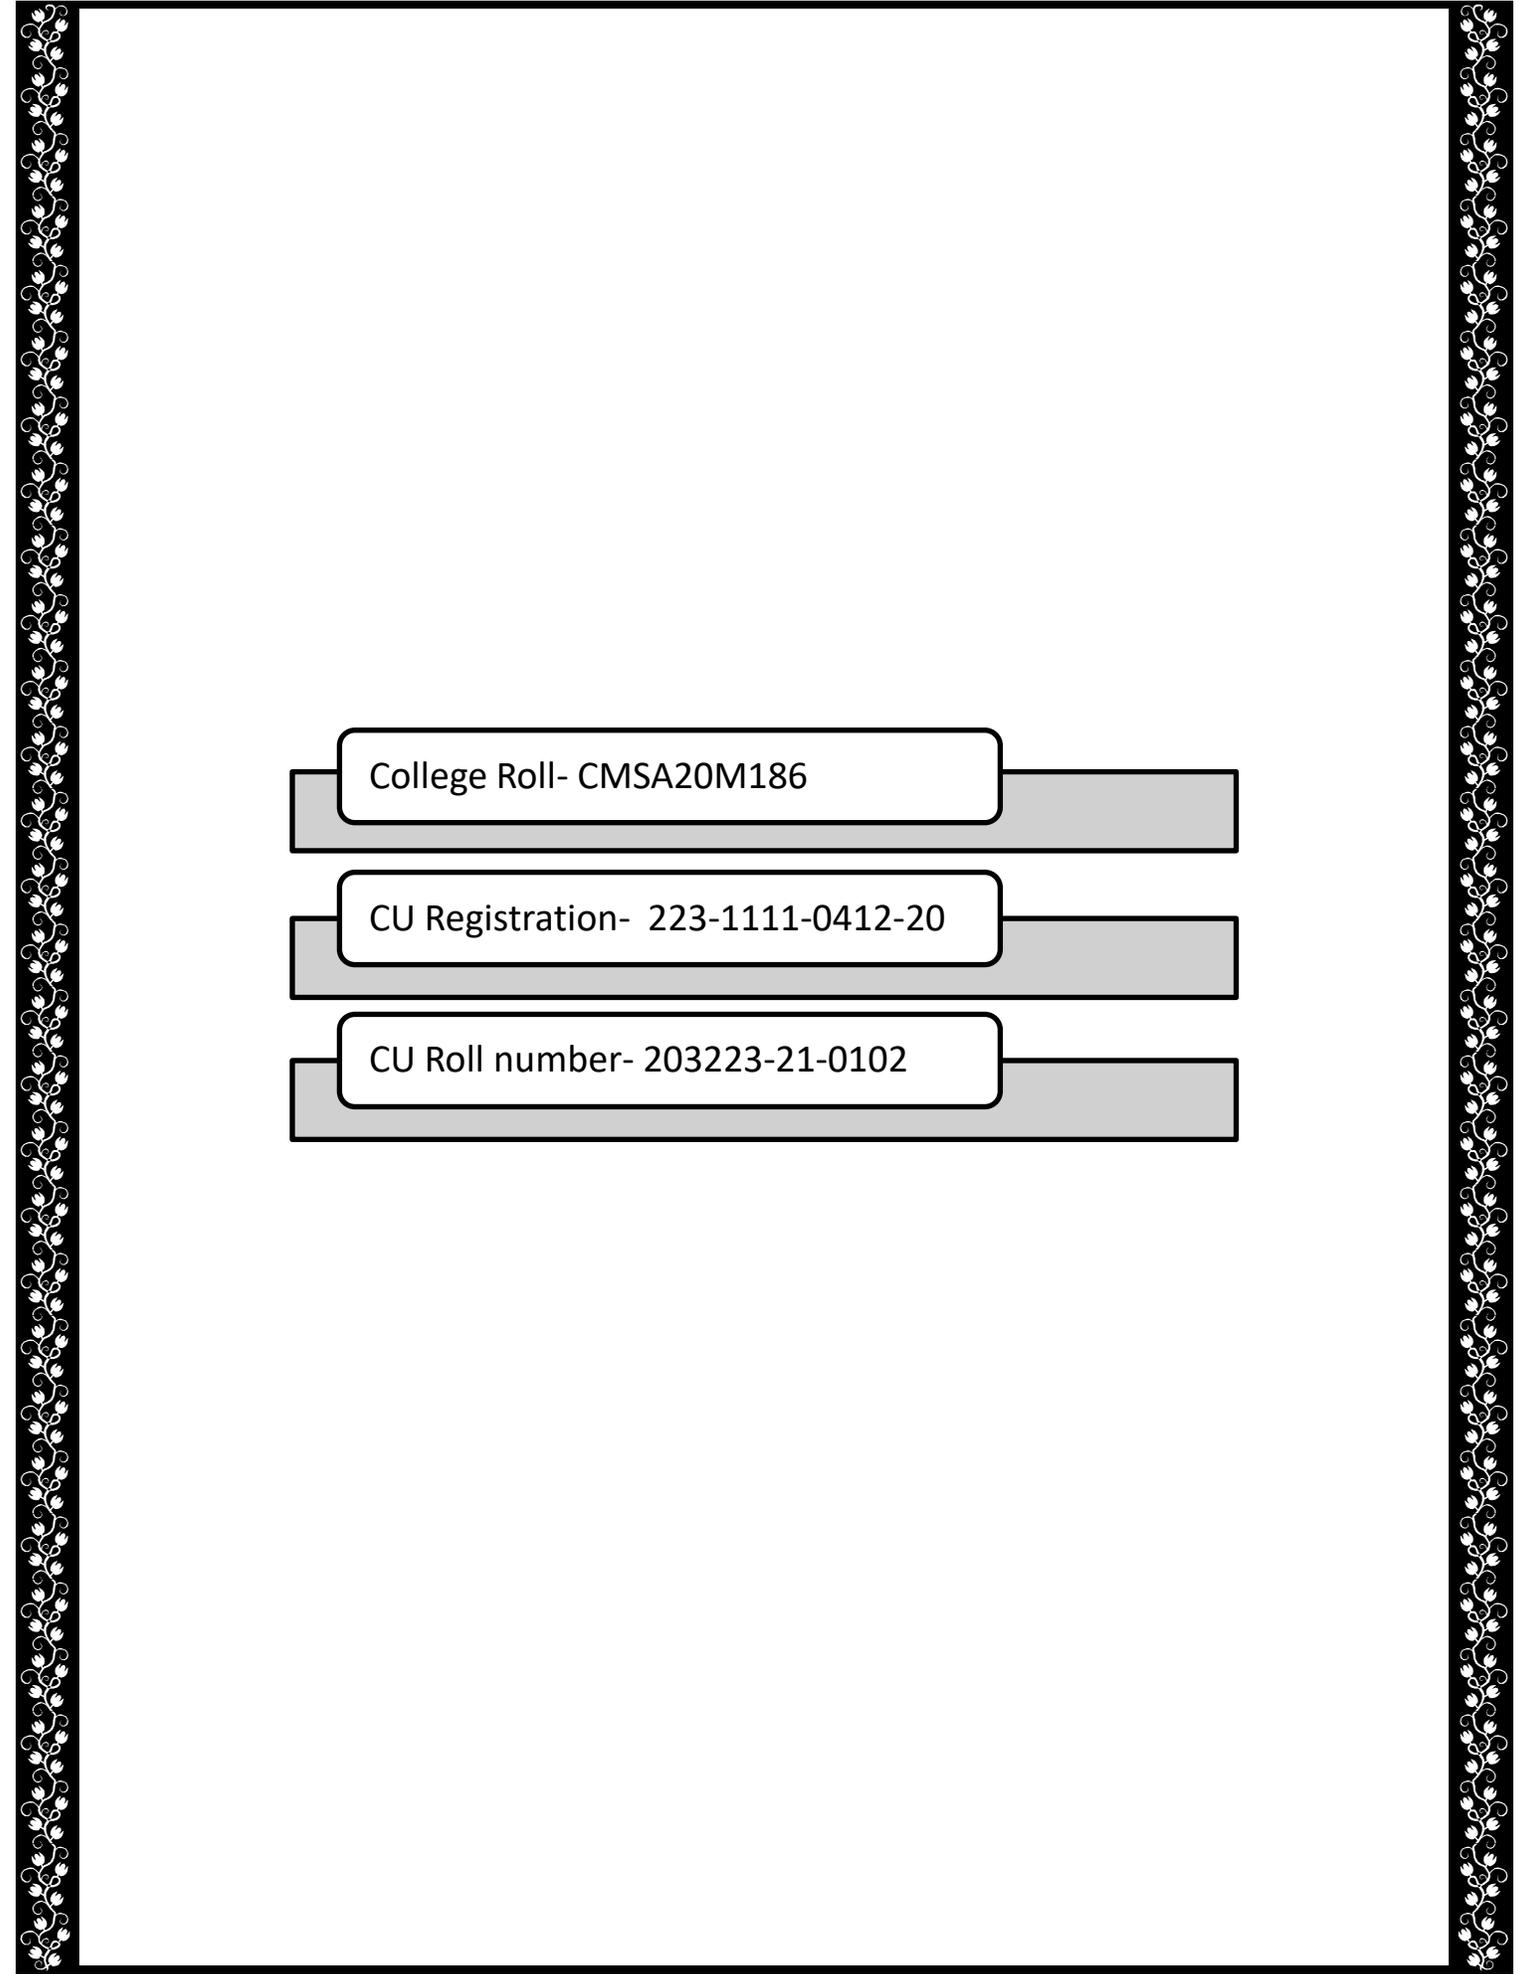 College Roll- CMSA20M186
CU Registration-  223-1111-0412-20
CU Roll number- 203223-21-0102